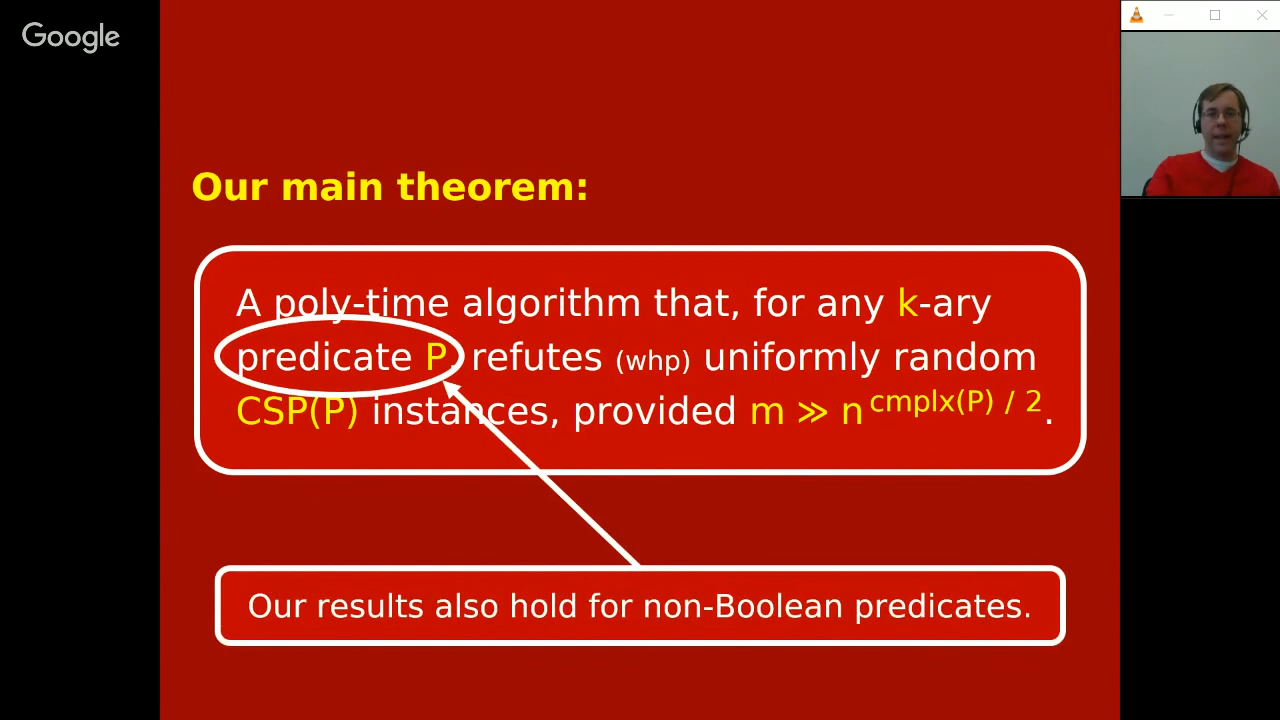 Google
Our main theorem:
A poly-time algorithm that, for any k-ary
predicate P, refutes (whp) uniformly random
CSP(P) instances, provided m ≫ n^cmplx(P) / 2.
Our results also hold for non-Boolean predicates.